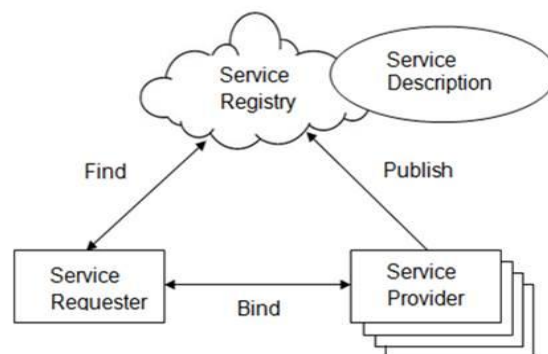 Service
Registry
Service
Description
Find
Publish
Service
Requester
Bind
Service
Provider